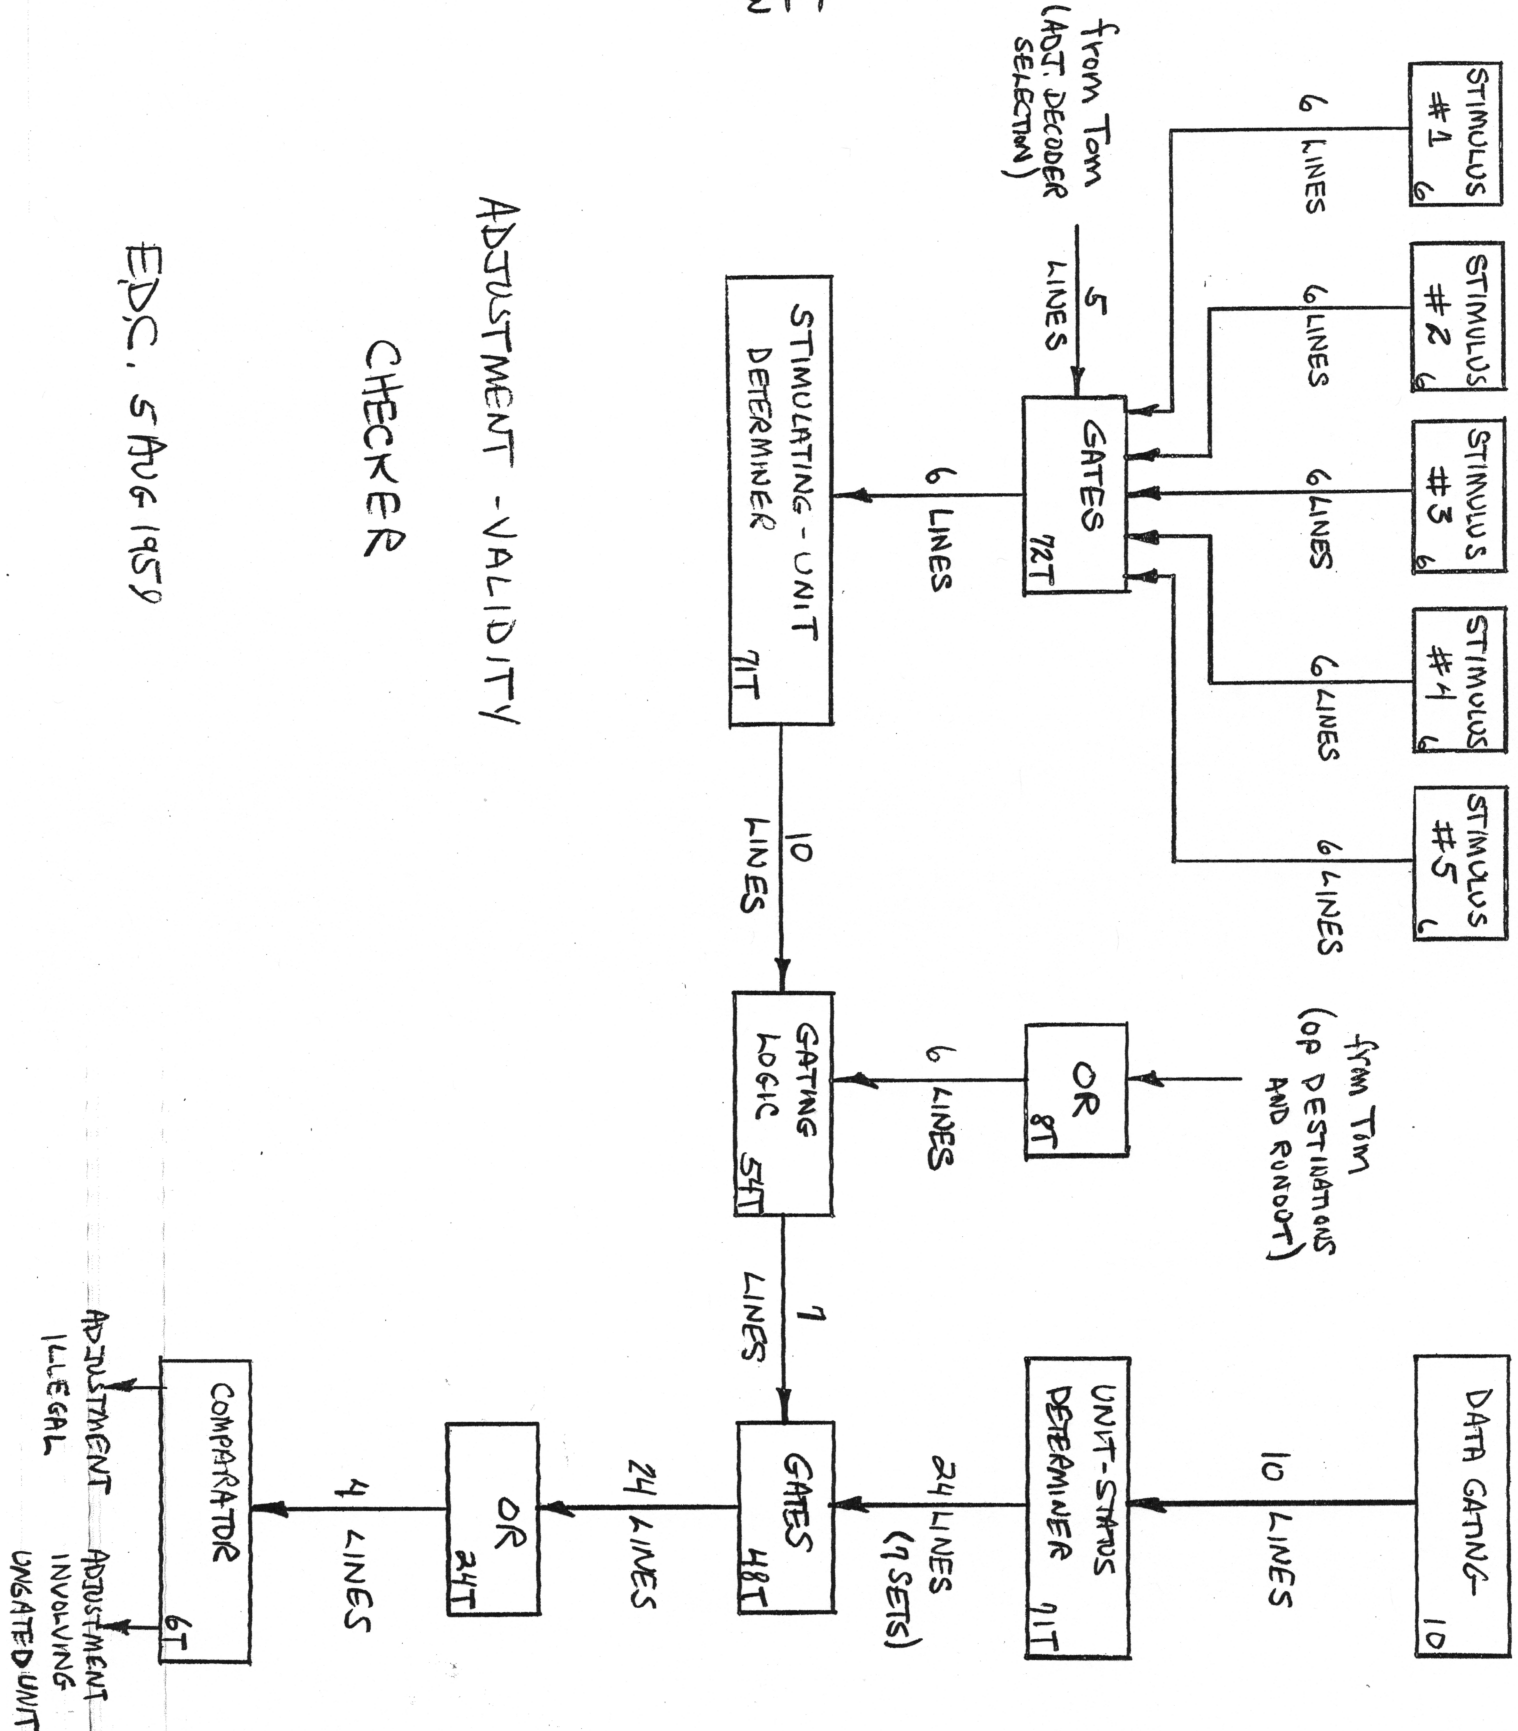 STIMULUS
#1
6
STIMULUS
#2
6
STIMULUS
#3
6
STIMULUS
#4
6
STIMULUS
#5
6
DATA GATING
10
6 LINES
6 LINES
6 LINES
6 LINES
6 LINES
from Tom
(OP DESTINATIONS
AND RUNOUT)
10 LINES
from Tom
(ADJ. DECODER
SELECTION)
5
LINES
GATES
72T
OR
8T
UNIT-STATUS
DETERMINER
71T
6 LINES
6 LINES
24 LINES
(7 SETS)
STIMULATING-UNIT
DETERMINER
71T
10
LINES
GATING
LOGIC
54T
7
LINES
GATES
48T
24 LINES
OR
24T
4 LINES
COMPARATOR
6T
ADJUSTMENT
ILLEGAL
ADJUSTMENT
INVOLVING
UNGATED UNIT
ADJUSTMENT-VALIDITY
CHECKER
E.D.C. 5 AUG 1959